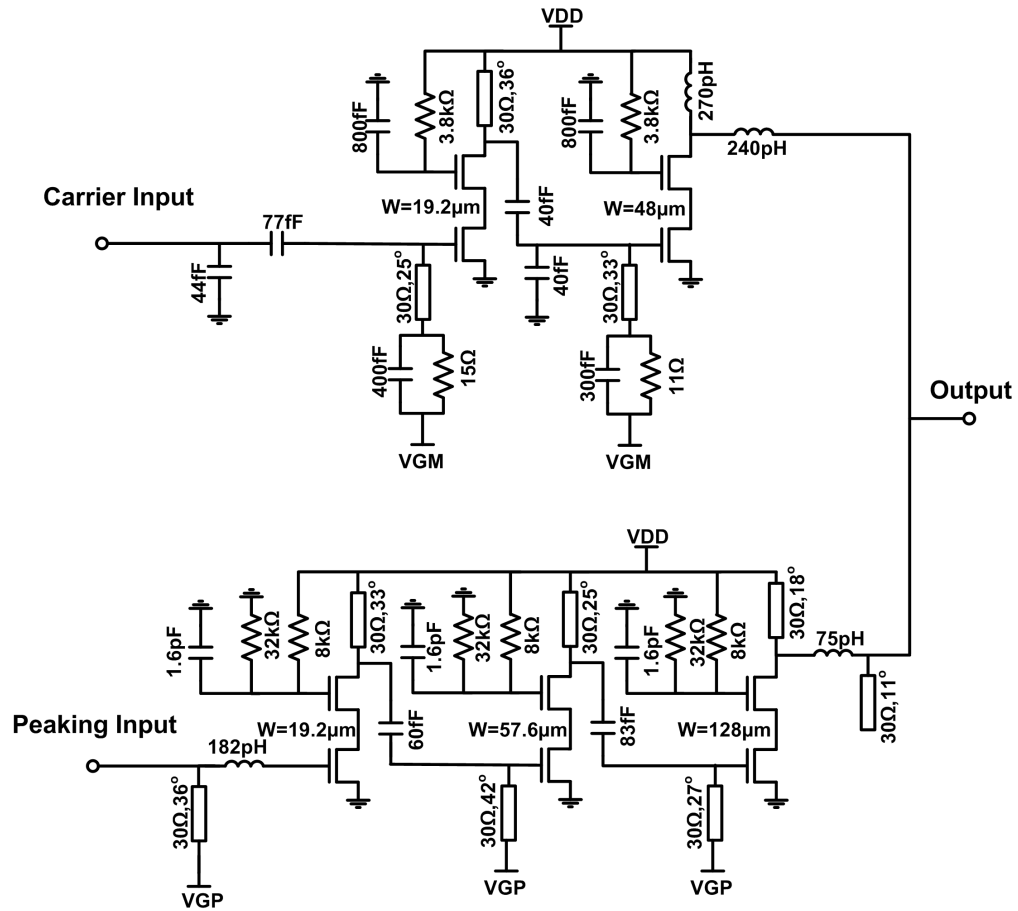 VDD
800fF
3.8kΩ
30Ω,36°
800fF
3.8kΩ
270pH
240pH
Carrier Input
77fF
W=19.2μm
40fF
W=48μm
44fF
30Ω,25°
40fF
30Ω,33°
400fF
15Ω
300fF
11Ω
VGM
VGM
Output
VDD
1.6pF
32kΩ
8kΩ
30Ω,33°
1.6pF
32kΩ
8kΩ
30Ω,25°
1.6pF
32kΩ
8kΩ
30Ω,18°
75pH
30Ω,11°
Peaking Input
182pH
W=19.2μm
60fF
W=57.6μm
83fF
W=128μm
30Ω,36°
30Ω,42°
30Ω,27°
VGP
VGP
VGP